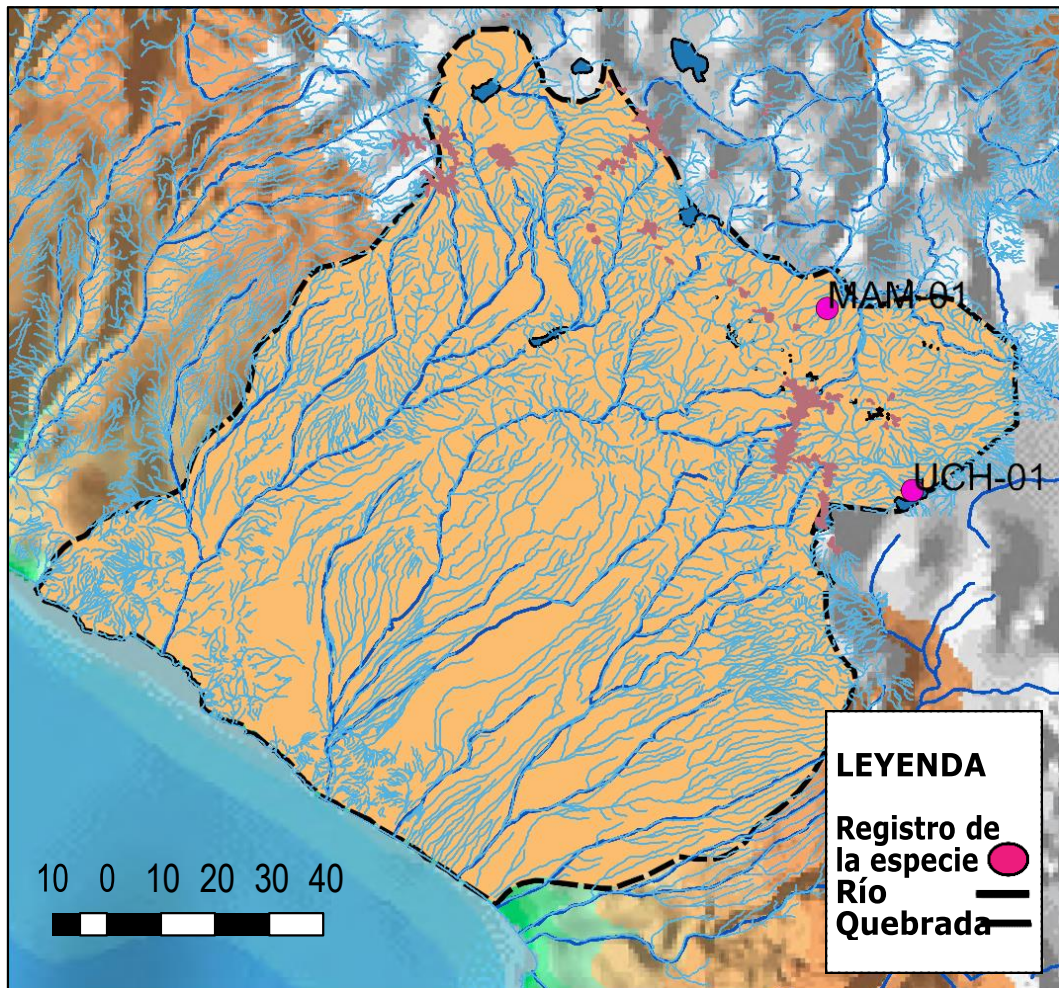 MAM-01
UCH-01
LEYENDA
Registro de
la especie
Río
Quebrada
10 0 10 20 30 40